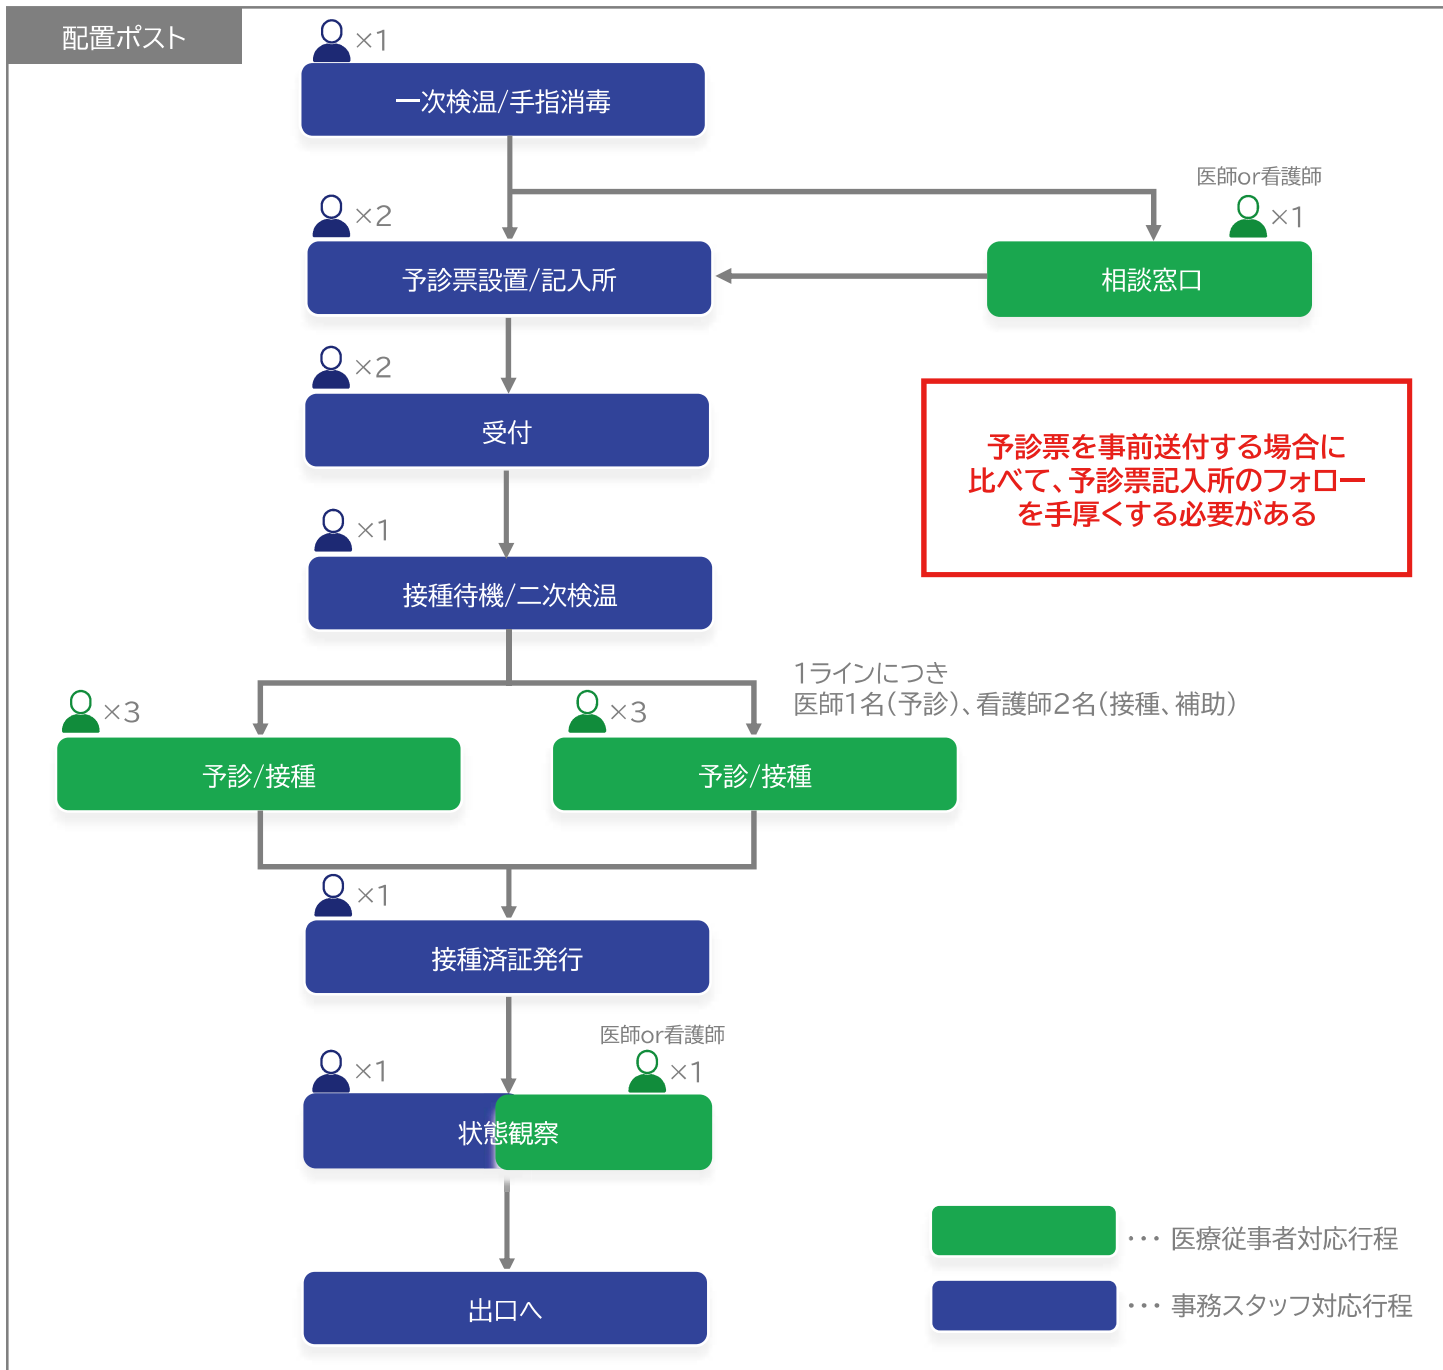 配置ポスト
×1
一次検温/手指消毒
医師or看護師
×1
×2
予診票設置/記入所
相談窓口
×2
受付
予診票を事前送付する場合に
比べて、予診票記入所のフォロー
を手厚くする必要がある
×1
接種待機/二次検温
1ラインにつき
医師1名(予診)、看護師2名(接種、補助)
×3
×3
予診/接種
予診/接種
×1
接種済証発行
医師or看護師
×1
×1
状態観察
・・・ 医療従事者対応行程
出口へ
・・・ 事務スタッフ対応行程